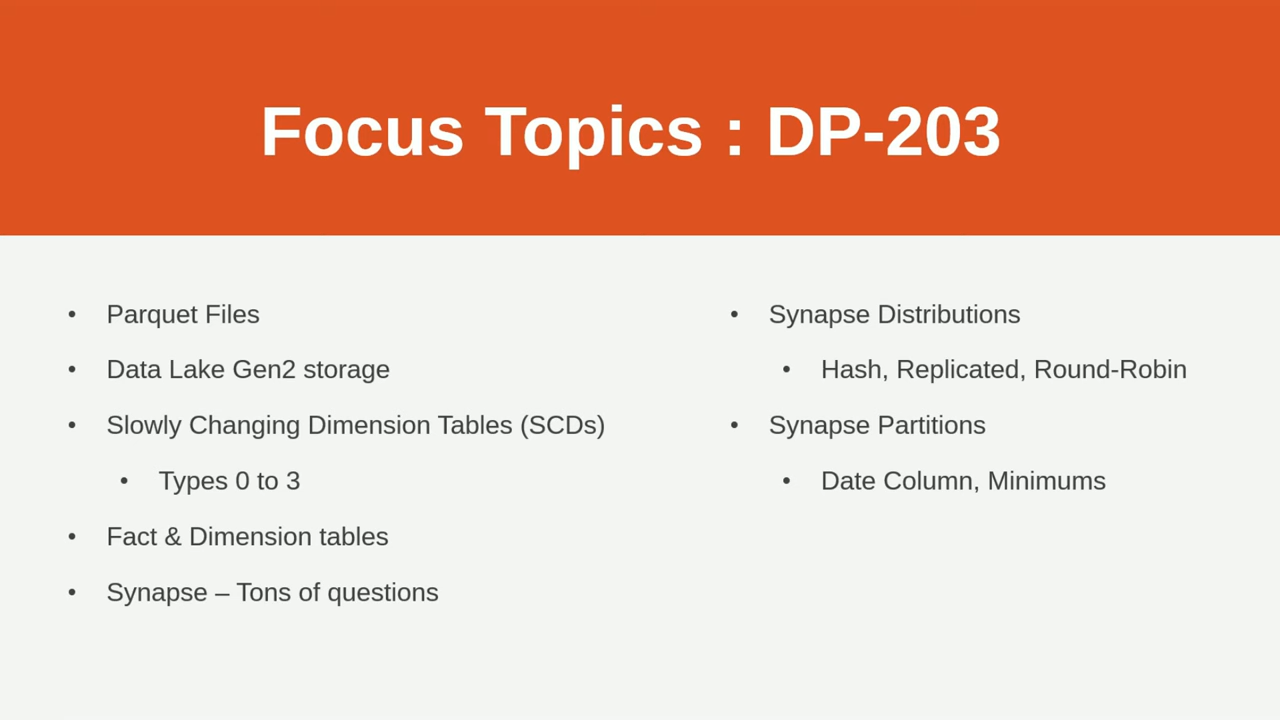 Focus Topics : DP-203
• Parquet Files
• Data Lake Gen2 storage
• Slowly Changing Dimension Tables (SCDs)
• Types 0 to 3
• Fact & Dimension tables
• Synapse – Tons of questions
• Synapse Distributions
• Hash, Replicated, Round-Robin
• Synapse Partitions
• Date Column, Minimums